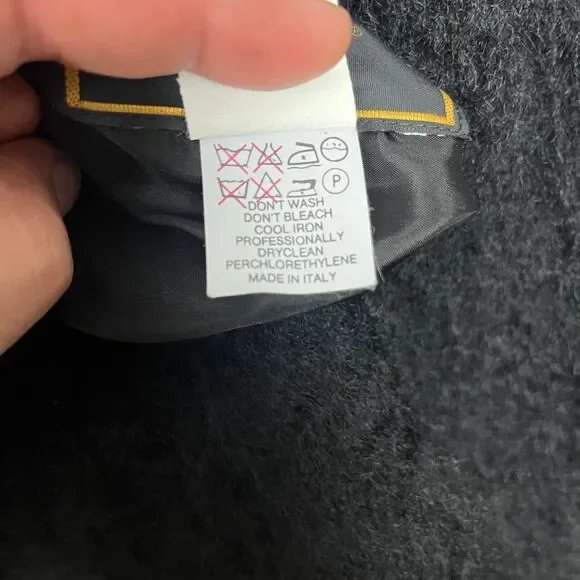 ®
P
DON'T WASH
DON'T BLEACH
COOL IRON
PROFESSIONALLY
DRYCLEAN
PERCHLORETHYLENE
MADE IN ITALY